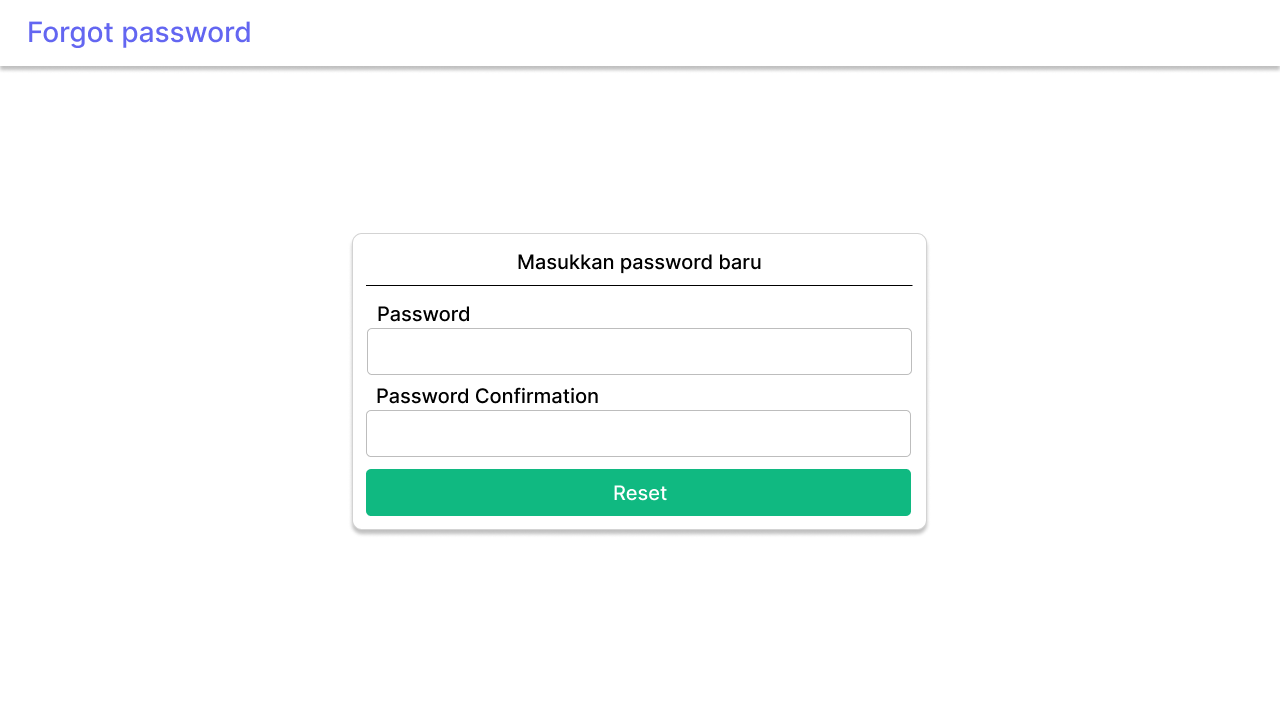 Forgot password
Masukkan password baru
Password
Password Confirmation
Reset